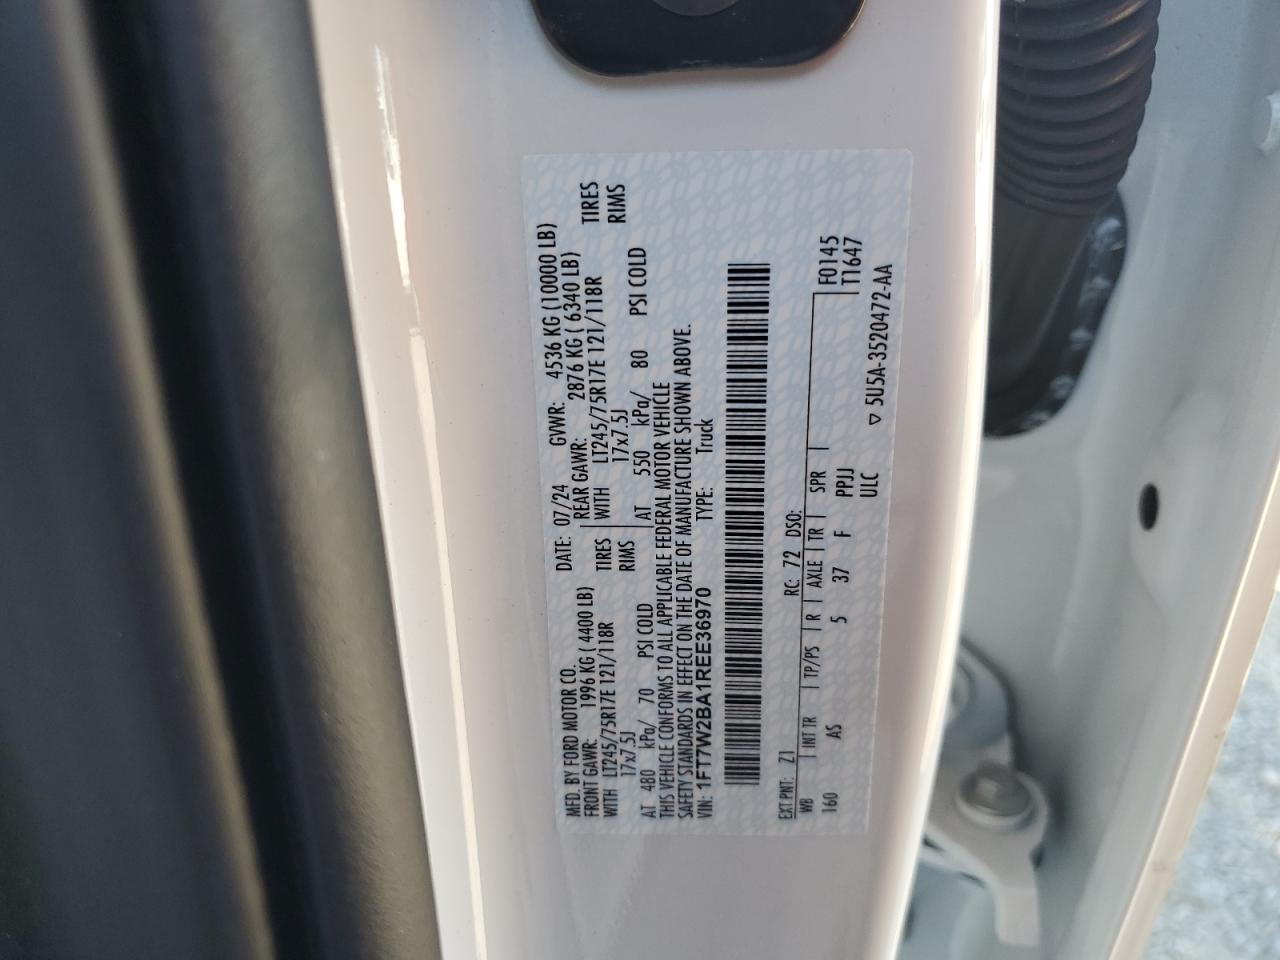 MFD. BY FORD MOTOR CO.
DATE: 07/24 GVWR: 4536 KG (10000 LB)
FRONT GAWR: 1996 KG ( 4400 LB)
REAR GAWR: 2876 KG ( 6340 LB)
WITH LT245/75R17E 121/118R TIRES
WITH LT245/75R17E 121/118R TIRES
17x7.5J RIMS
17x7.5J RIMS
AT 480 kPa/ 70 PSI COLD
AT 550 kPa/ 80 PSI COLD
THIS VEHICLE CONFORMS TO ALL APPLICABLE FEDERAL MOTOR VEHICLE
SAFETY STANDARDS IN EFFECT ON THE DATE OF MANUFACTURE SHOWN ABOVE.
VIN: 1FT7W2BA1REE36970 TYPE: Truck
EXT PNT: Z1 RC: 72 DSO:
WB INT TR TP/PS R AXLE TR SPR F0145
160 AS 5 37 F PPJJ T1647
ULC
▽ 5U5A-3520472-AA